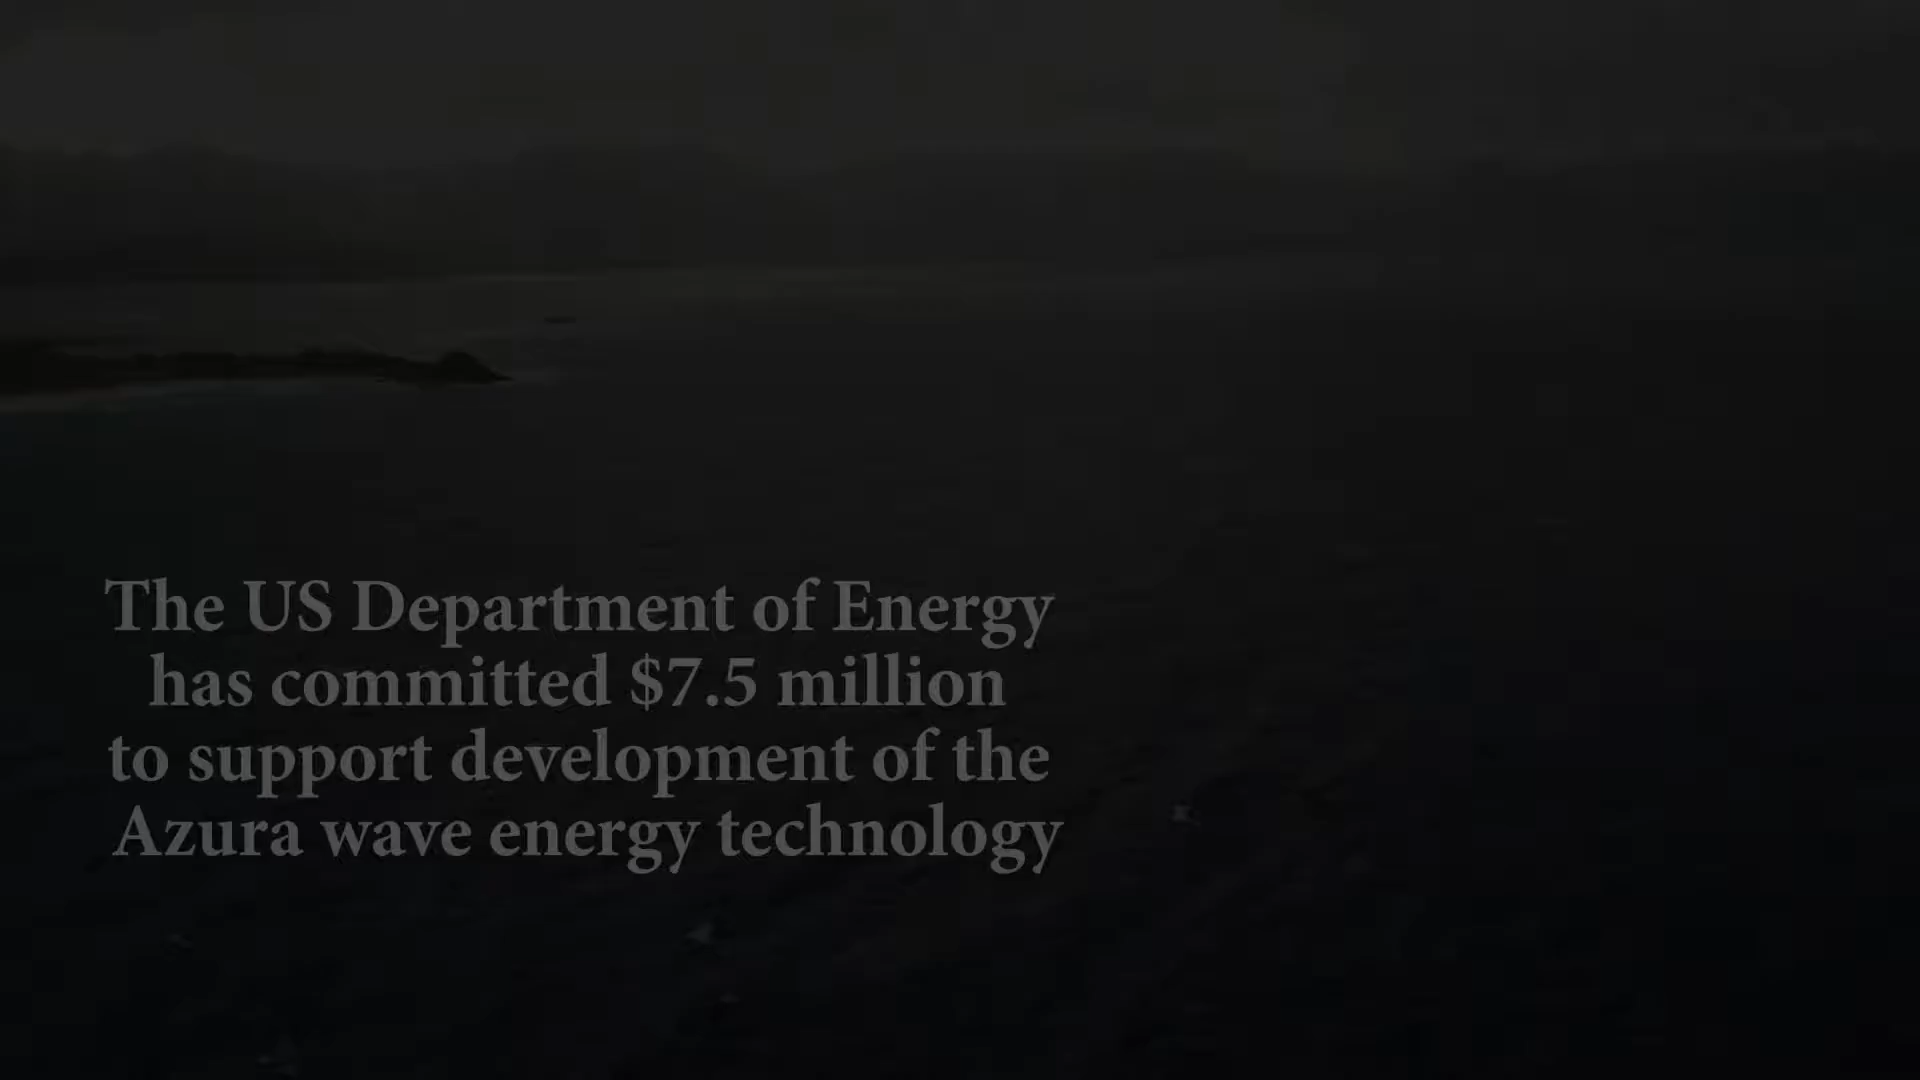 The US Department of Energy
has committed $7.5 million
to support development of the
Azura wave energy technology